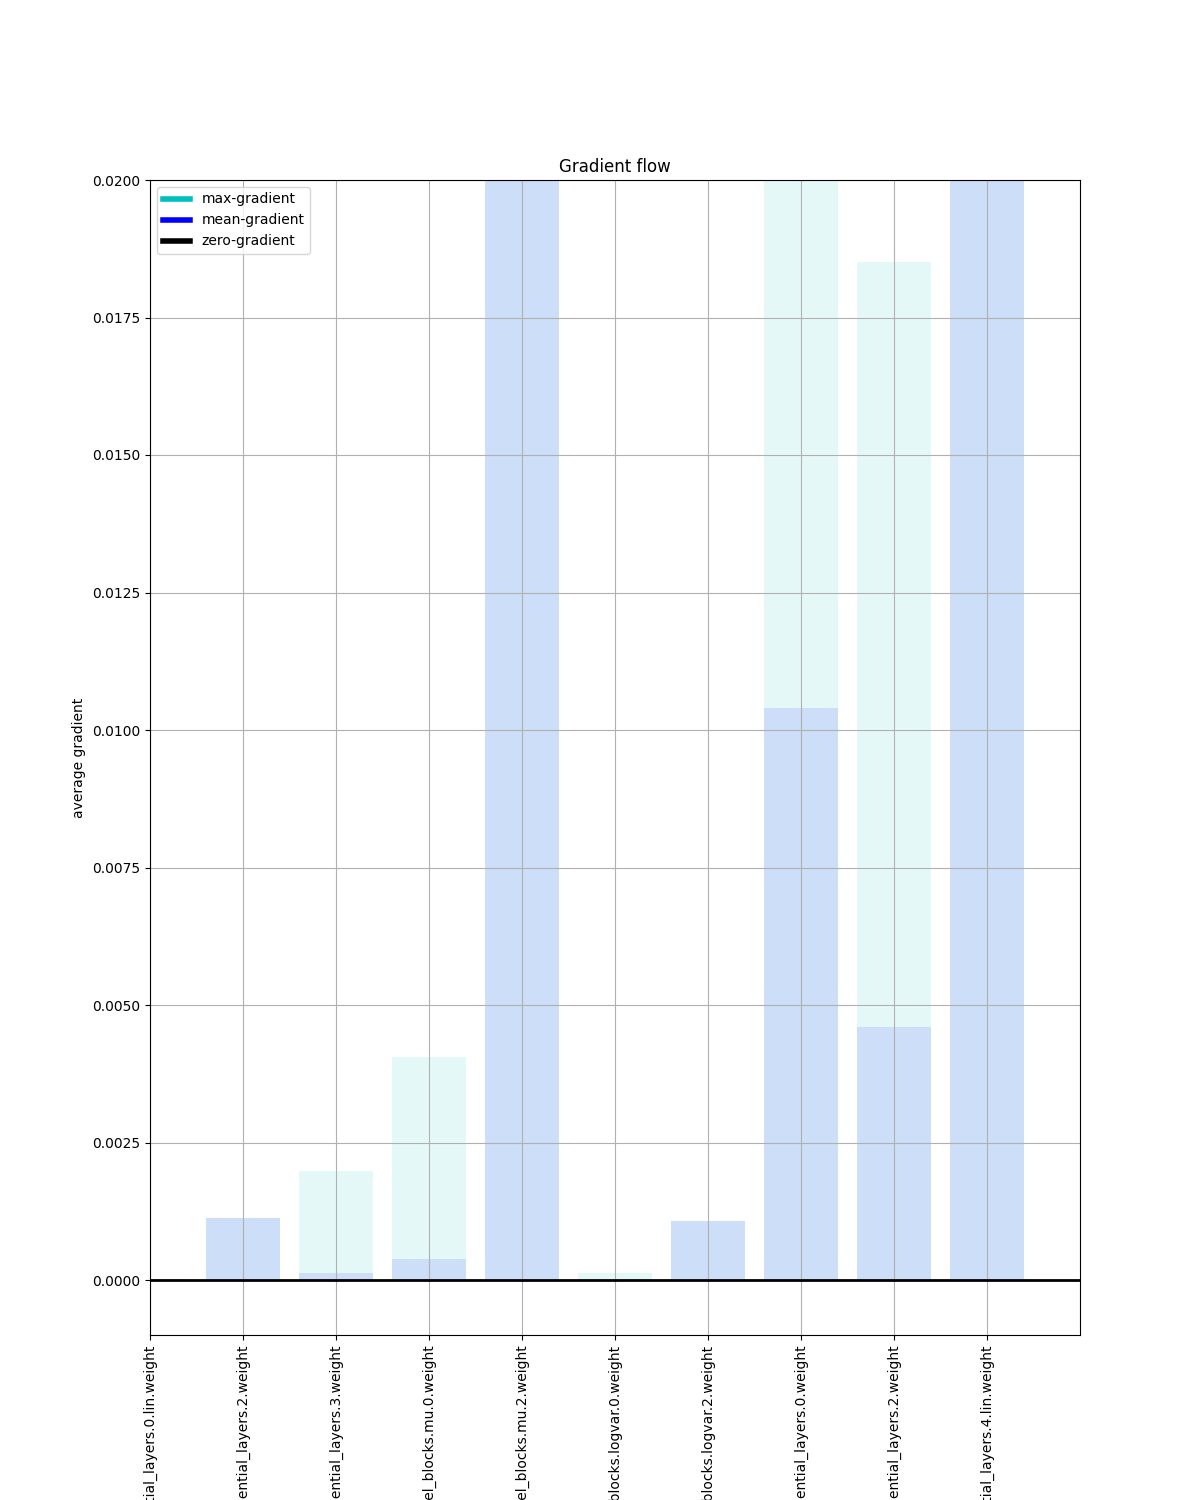 Gradient flow
max-gradient
mean-gradient
zero-gradient
0.0200
0.0175
0.0150
0.0125
0.0100
0.0075
0.0050
0.0025
0.0000
average gradient
tial_layers.0.lin.weight
ential_layers.2.weight
ential_layers.3.weight
el_blocks.mu.0.weight
el_blocks.mu.2.weight
blocks.logvar.0.weight
blocks.logvar.2.weight
ential_layers.0.weight
ential_layers.2.weight
tial_layers.4.lin.weight